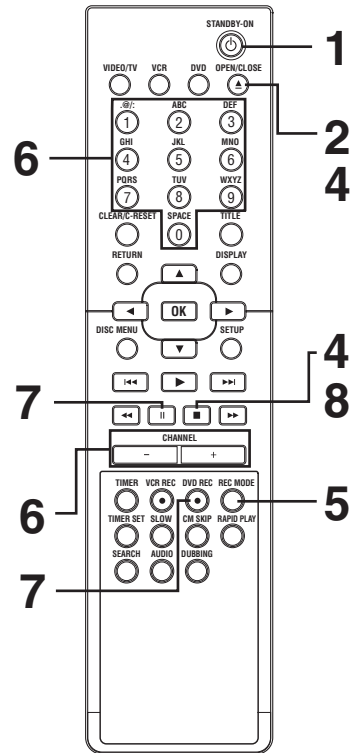 STANDBY-ON
1
VIDEO/TV VCR DVD OPEN/CLOSE
2
4
6
.@/: ABC DEF
1 2 3
GHI JKL MNO
4 5 6
PQRS TUV WXYZ
7 8 9
CLEAR/C-RESET SPACE TITLE
0
RETURN DISPLAY
OK
DISC MENU SETUP
4
8
7
CHANNEL
- +
6
TIMER VCR REC DVD REC REC MODE
5
TIMER SET SLOW CM SKIP RAPID PLAY
7
SEARCH AUDIO DUBBING